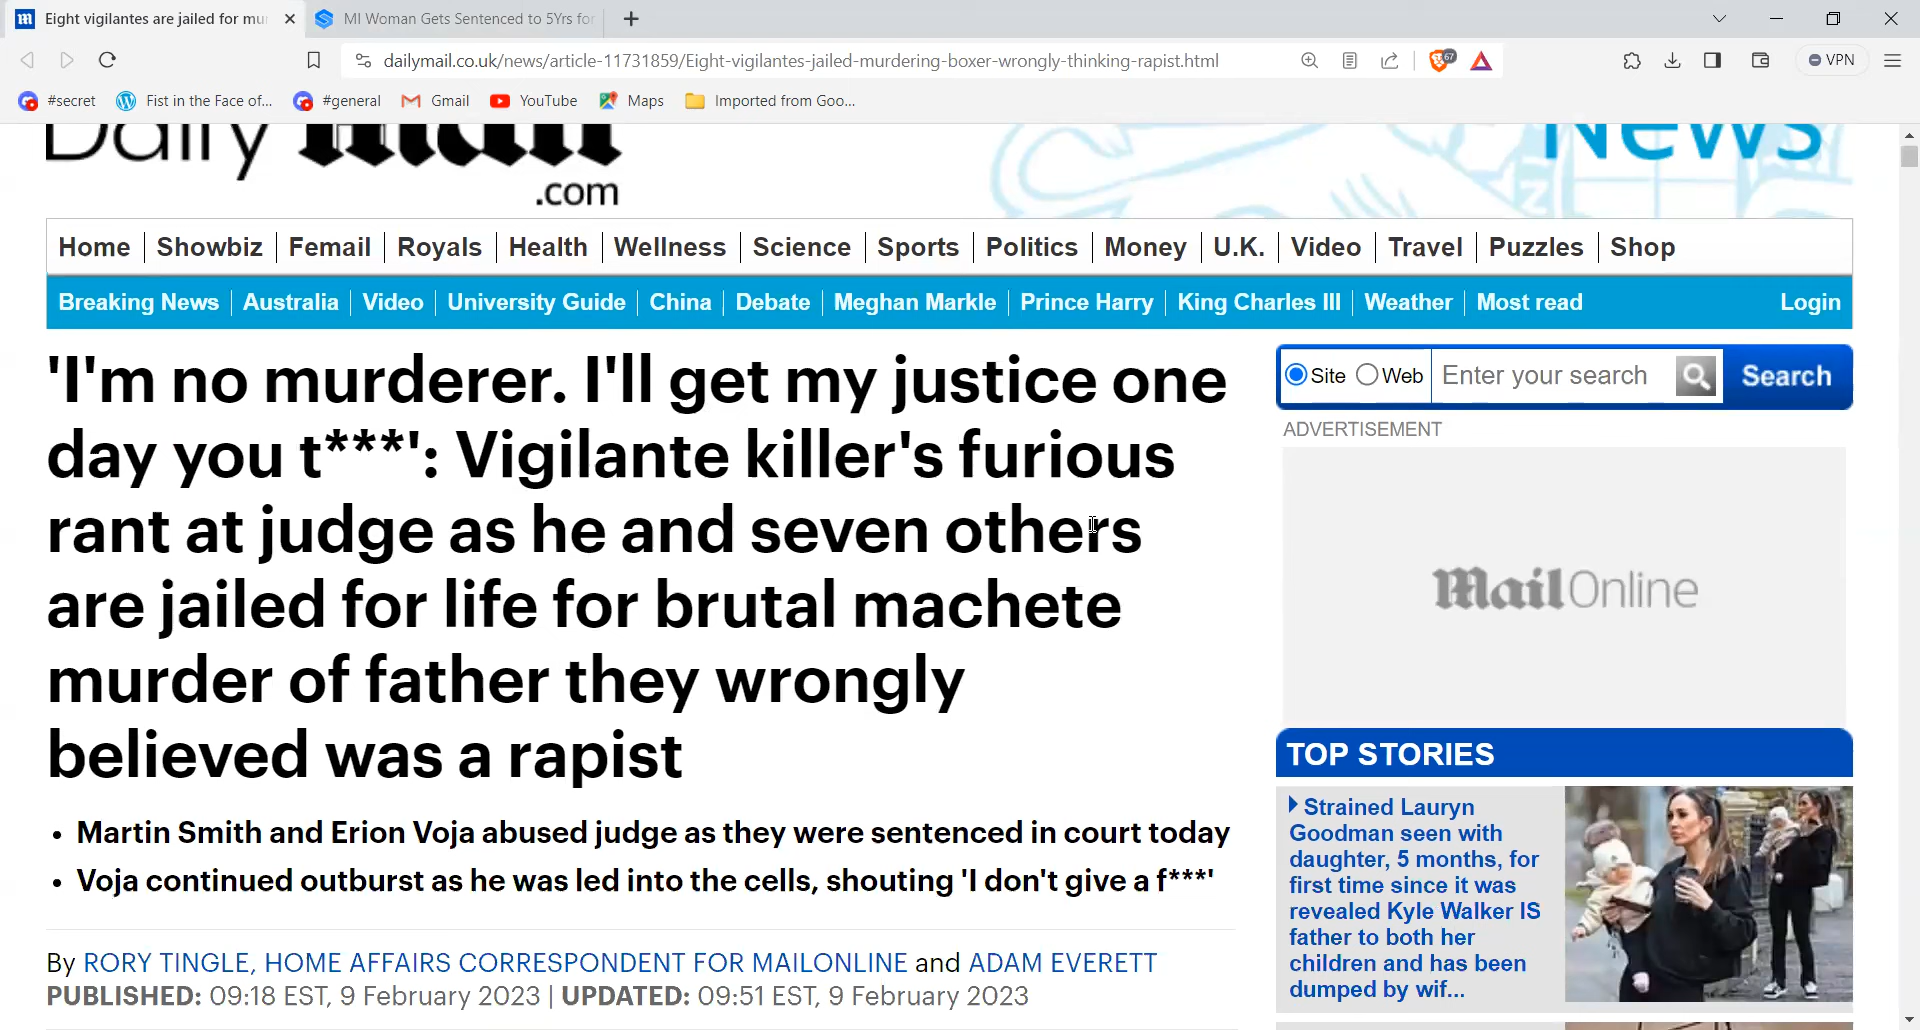 Eight vigilantes are jailed for mu
MI Woman Gets Sentenced to 5Yrs for
dailymail.co.uk/news/article-11731859/Eight-vigilantes-jailed-murdering-boxer-wrongly-thinking-rapist.html
67
VPN
#secret
Fist in the Face of...
#general
Gmail
YouTube
Maps
Imported from Goo...
Daily Mail
.com
News
Home
Showbiz
Femail
Royals
Health
Wellness
Science
Sports
Politics
Money
U.K.
Video
Travel
Puzzles
Shop
Breaking News
Australia
Video
University Guide
China
Debate
Meghan Markle
Prince Harry
King Charles III
Weather
Most read
Login
'I'm no murderer. I'll get my justice one
day you t***': Vigilante killer's furious
rant at judge as he and seven others
are jailed for life for brutal machete
murder of father they wrongly
believed was a rapist
• Martin Smith and Erion Voja abused judge as they were sentenced in court today
• Voja continued outburst as he was led into the cells, shouting 'I don't give a f***'
By RORY TINGLE, HOME AFFAIRS CORRESPONDENT FOR MAILONLINE and ADAM EVERETT
PUBLISHED: 09:18 EST, 9 February 2023 | UPDATED: 09:51 EST, 9 February 2023
Site
Web
Enter your search
Search
ADVERTISEMENT
Mail Online
TOP STORIES
Strained Lauryn
Goodman seen with
daughter, 5 months, for
first time since it was
revealed Kyle Walker IS
father to both her
children and has been
dumped by wif...